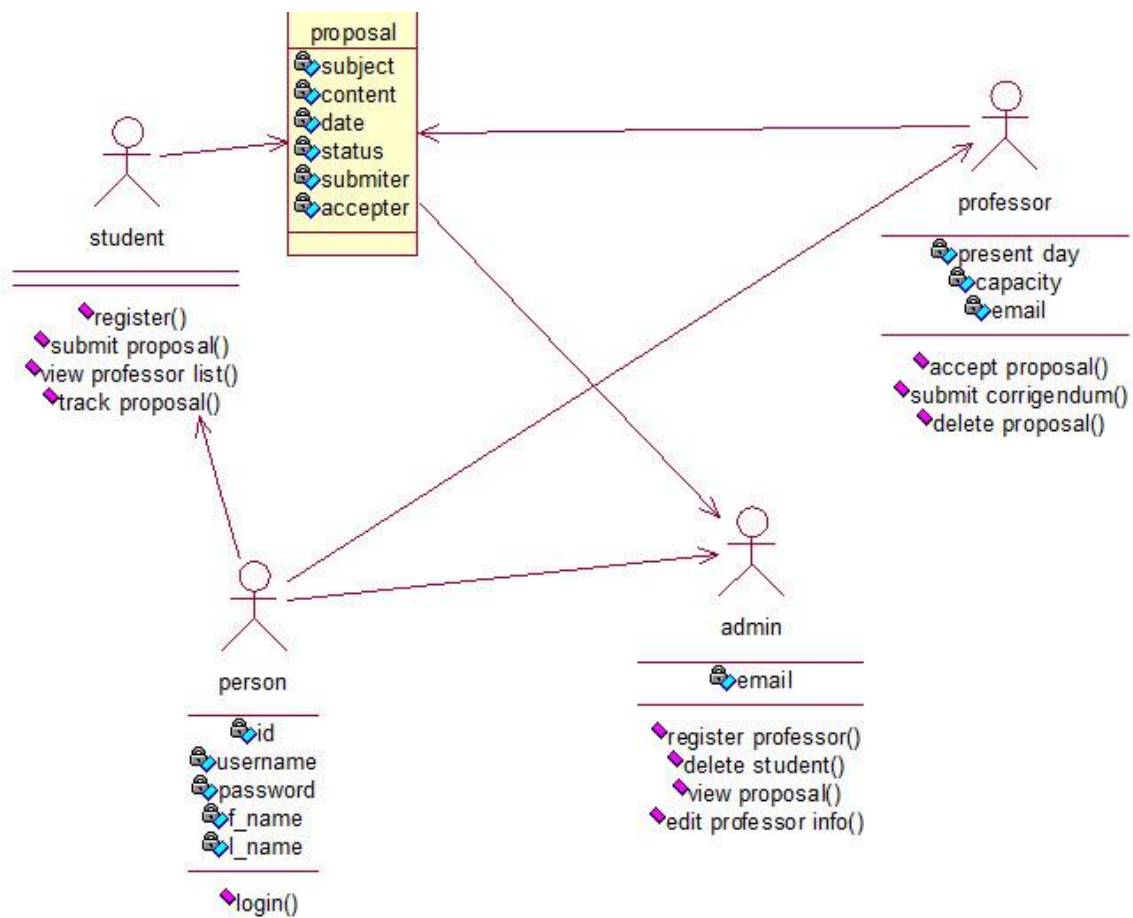 proposal
subject
content
date
status
submiter
accepter
student
register()
submit proposal()
view professor list()
track proposal()
professor
present day
capacity
email
accept proposal()
submit corrigendum()
delete proposal()
person
id
username
password
f_name
l_name
login()
admin
email
register professor()
delete student()
view proposal()
edit professor info()